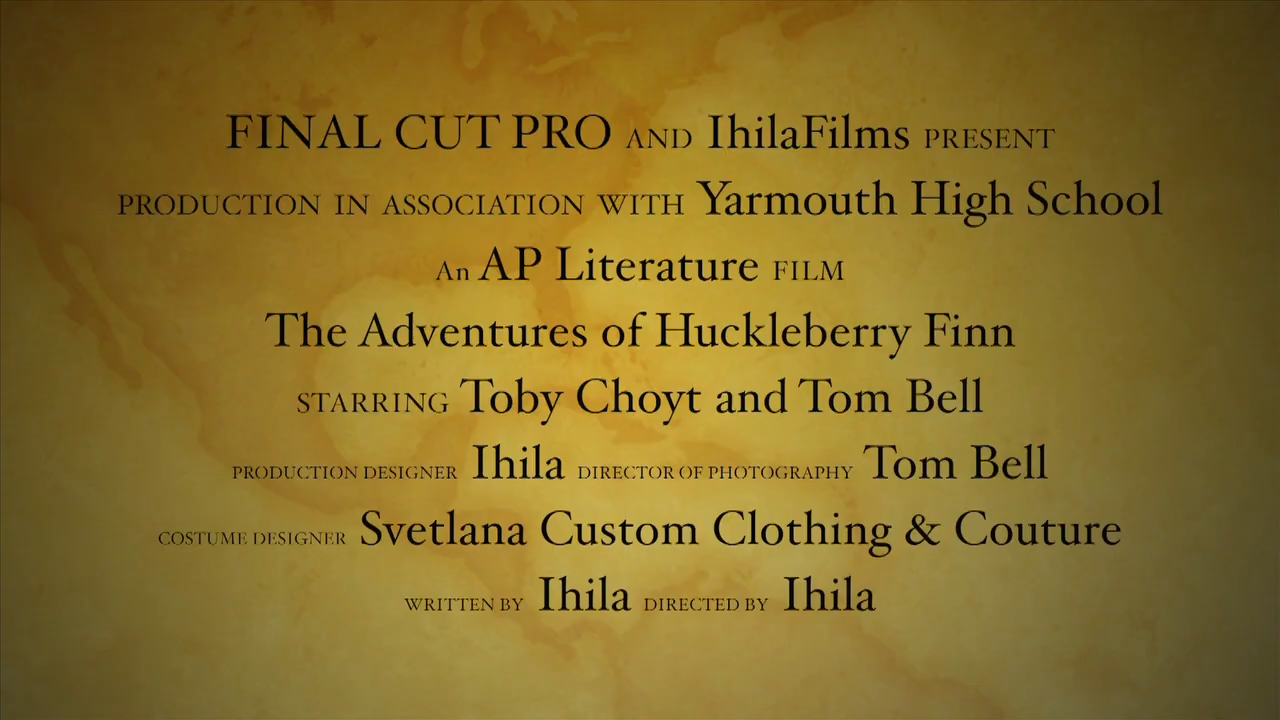 FINAL CUT PRO AND IhilaFilms PRESENT
PRODUCTION IN ASSOCIATION WITH Yarmouth High School
An AP Literature FILM
The Adventures of Huckleberry Finn
STARRING Toby Choyt and Tom Bell
PRODUCTION DESIGNER Ihila DIRECTOR OF PHOTOGRAPHY Tom Bell
COSTUME DESIGNER Svetlana Custom Clothing & Couture
WRITTEN BY Ihila DIRECTED BY Ihila